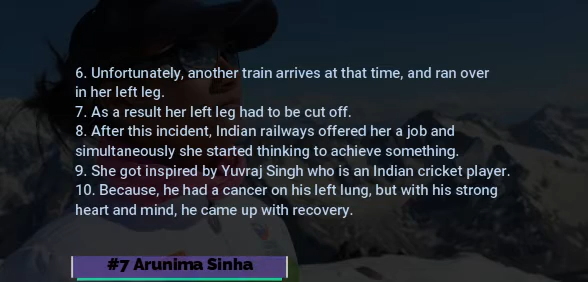 6. Unfortunately, another train arrives at that time, and ran over
in her left leg.
7. As a result her left leg had to be cut off.
8. After this incident, Indian railways offered her a job and
simultaneously she started thinking to achieve something.
9. She got inspired by Yuvraj Singh who is an Indian cricket player.
10. Because, he had a cancer on his left lung, but with his strong
heart and mind, he came up with recovery.
#7 Arunima Sinha